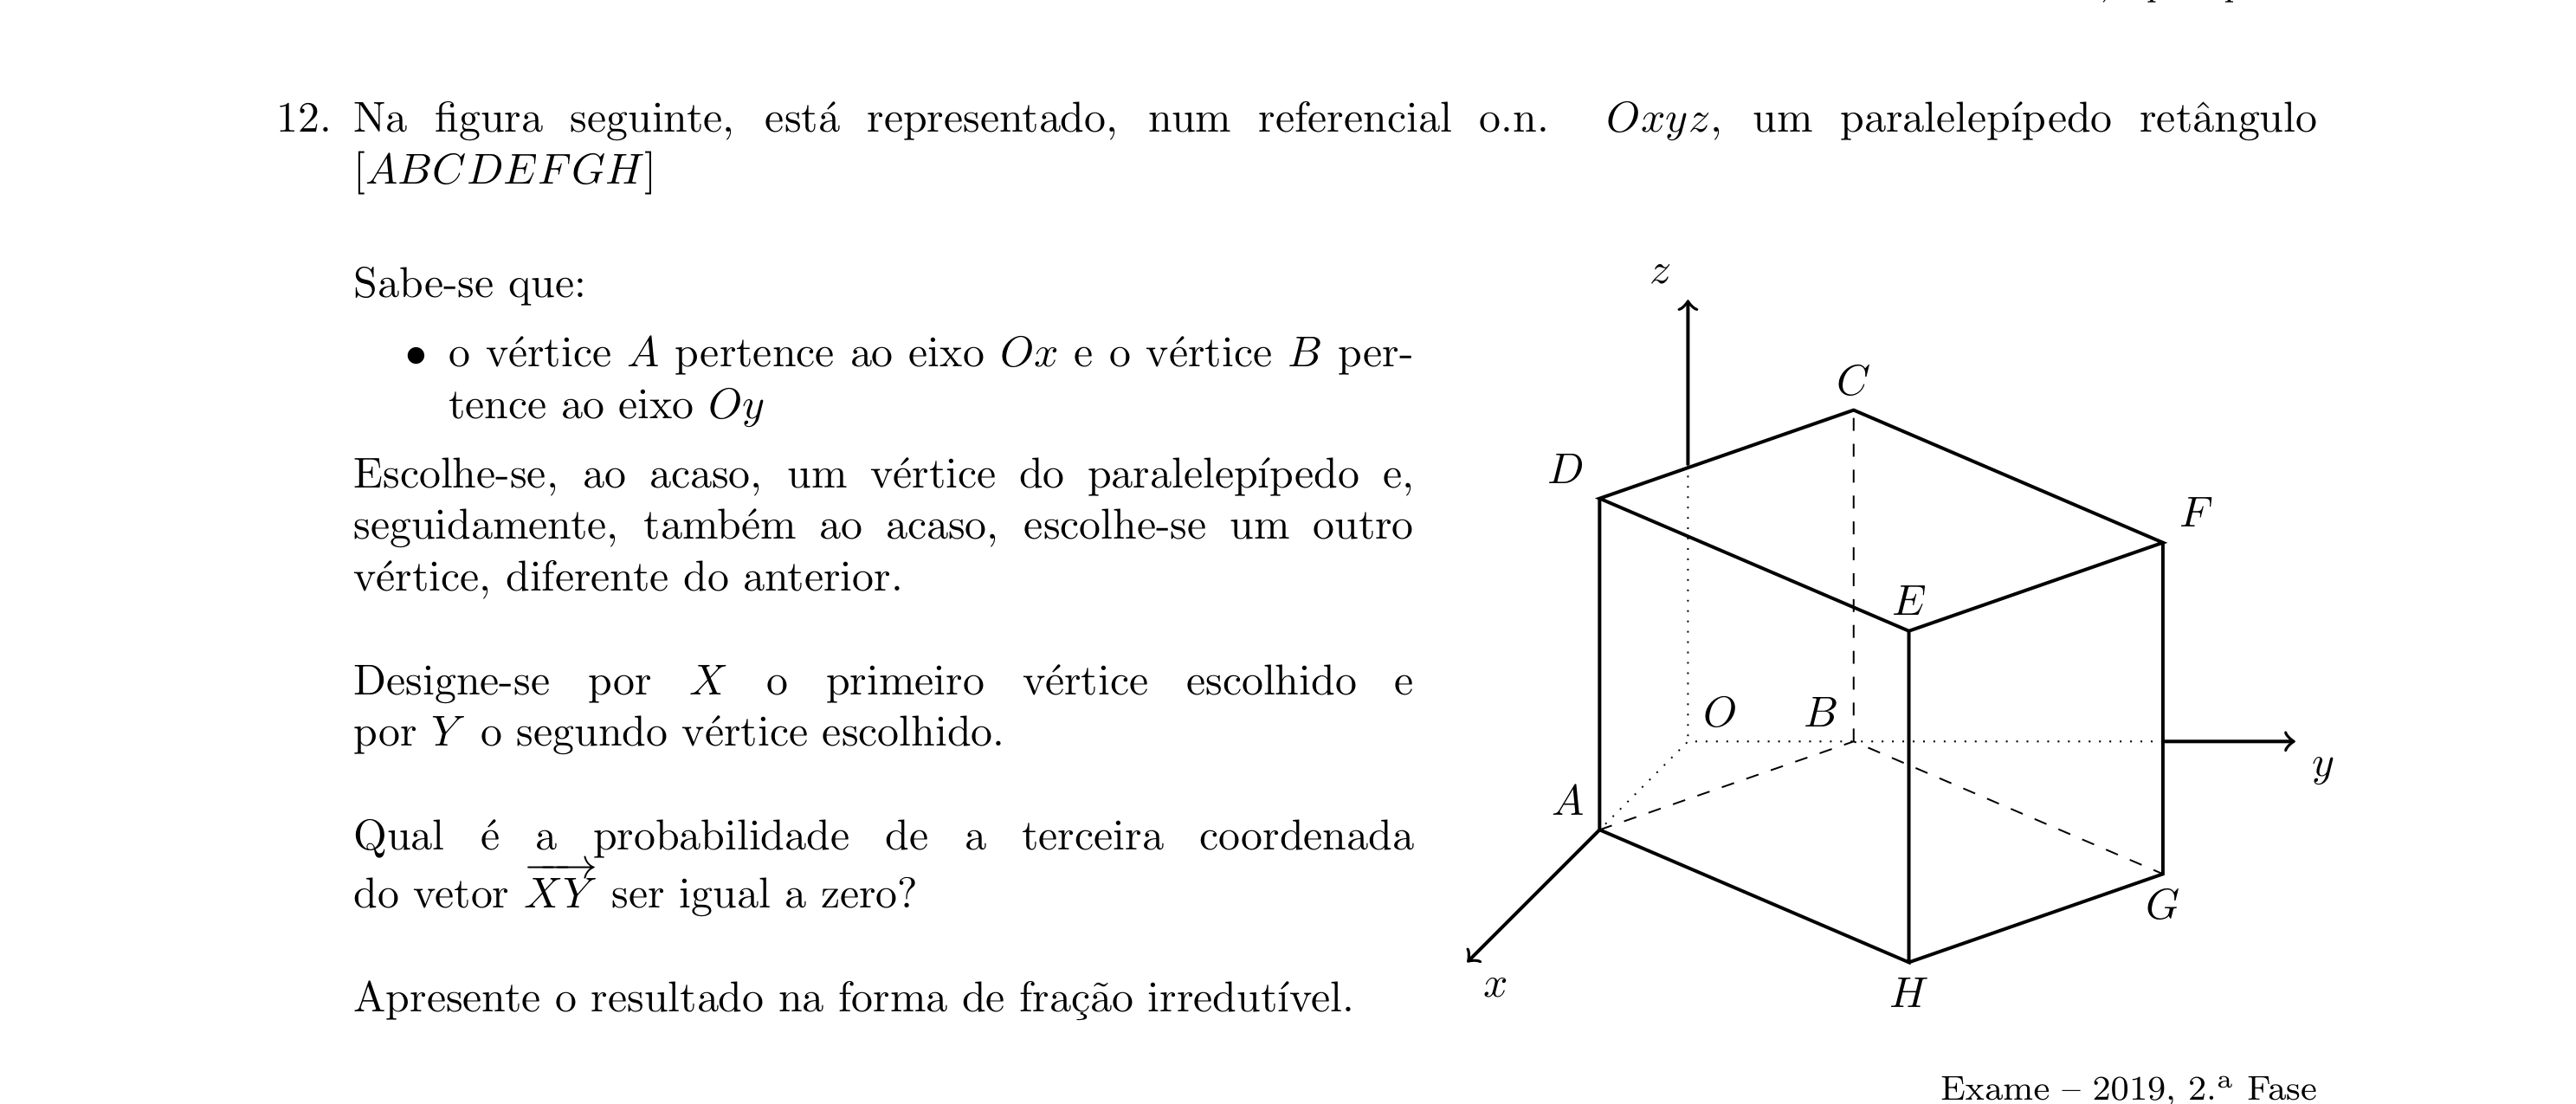 12. Na figura seguinte, está representado, num referencial o.n. Oxyz, um paralelepípedo retângulo
[ABCDEFGH]
Sabe-se que:
• o vértice A pertence ao eixo Ox e o vértice B per-
tence ao eixo Oy
Escolhe-se, ao acaso, um vértice do paralelepípedo e,
seguidamente, também ao acaso, escolhe-se um outro
vértice, diferente do anterior.
Designe-se por X o primeiro vértice escolhido e
por Y o segundo vértice escolhido.
Qual é a probabilidade de a terceira coordenada
do vetor \overrightarrow{XY} ser igual a zero?
Apresente o resultado na forma de fração irredutível.
z
C
D
F
E
O
B
y
A
G
x
H
Exame – 2019, 2.ª Fase